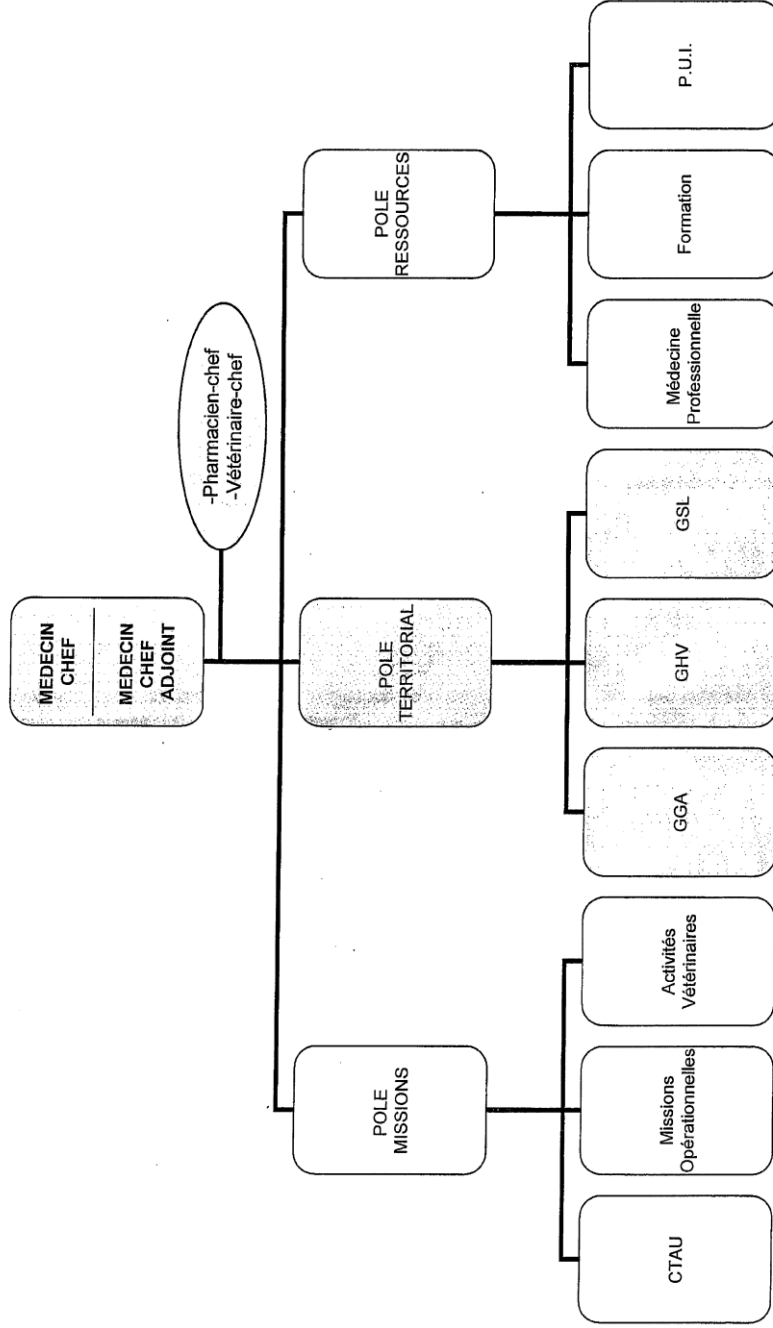 MEDECIN
CHEF
MEDECIN
CHEF
ADJOINT
-Pharmacien-chef
-Vétérinaire-chef
POLE
MISSIONS
POLE
TERRITORIAL
POLE
RESSOURCES
CTAU
Missions
Opérationnelles
Activités
Vétérinaires
GGA
GHV
GSL
Médecine
Professionnelle
Formation
P.U.I.